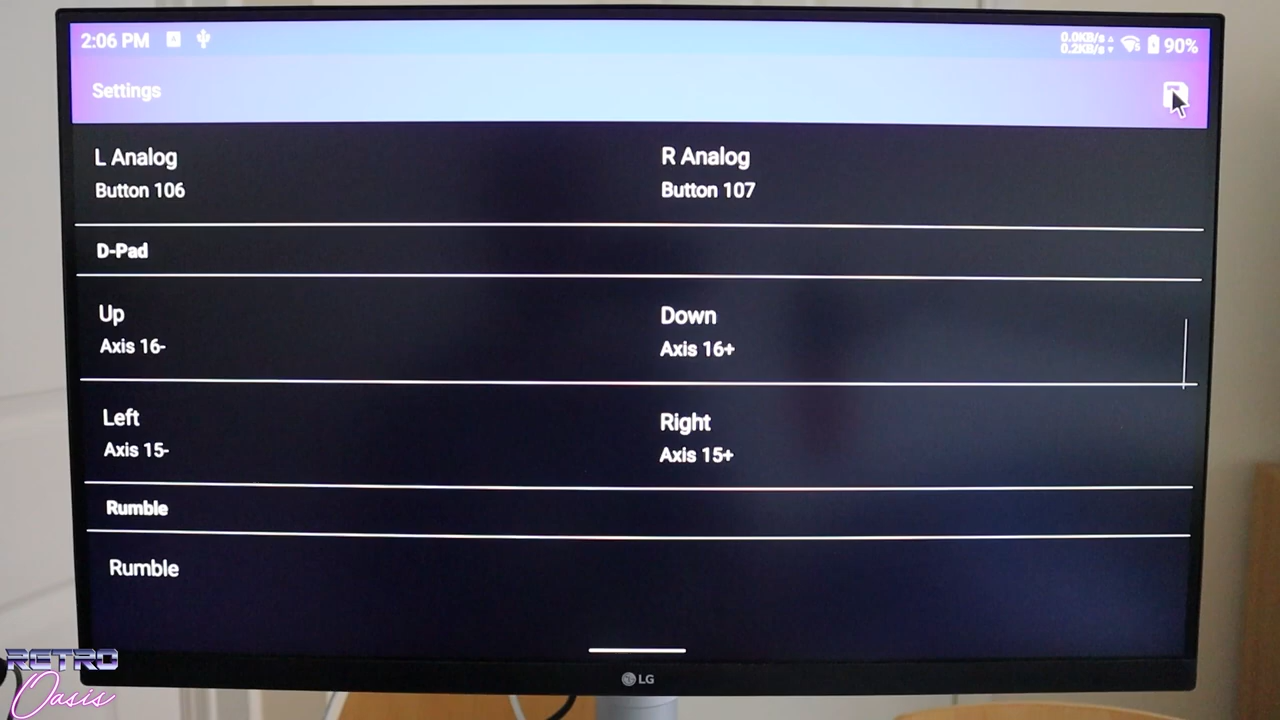 2:06 PM
0.0KB/s
0.2KB/s
90%
Settings
L Analog
R Analog
Button 106
Button 107
D-Pad
Up
Down
Axis 16-
Axis 16+
Left
Right
Axis 15-
Axis 15+
Rumble
Rumble
LG
RETRO
Oasis